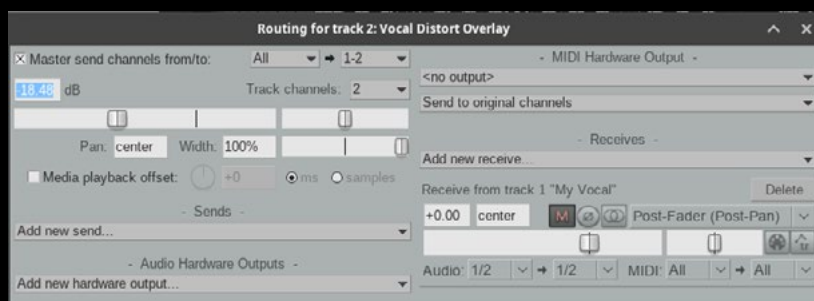 Routing for track 2: Vocal Distort Overlay
Master send channels from/to: All 1-2
-18.48 dB Track channels: 2
Pan: center Width: 100%
Media playback offset: +0 ms samples
- Sends -
Add new send...
- Audio Hardware Outputs -
Add new hardware output...
- MIDI Hardware Output -
<no output>
Send to original channels
- Receives -
Add new receive...
Receive from track 1 "My Vocal" Delete
+0.00 center M Post-Fader (Post-Pan)
Audio: 1/2 1/2 MIDI: All All